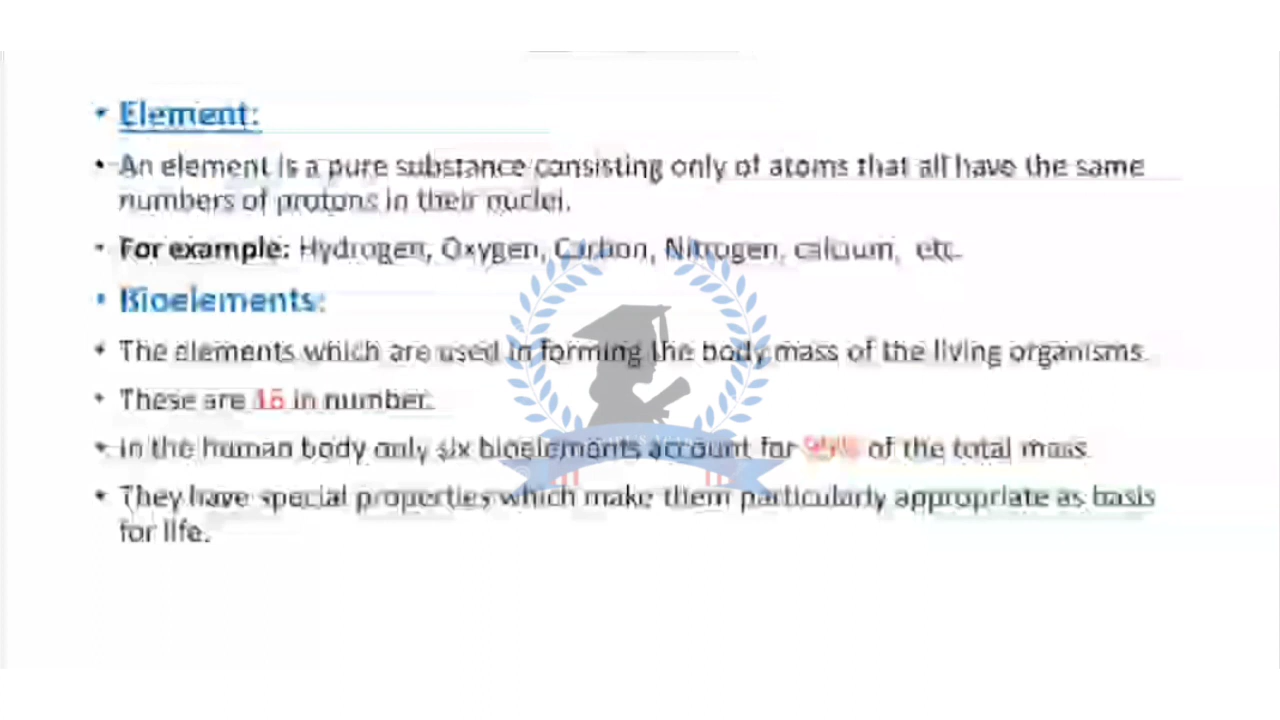 • Element:
• An element is a pure substance consisting only of atoms that all have the same
numbers of protons in their nuclei.
• For example: Hydrogen, Oxygen, Carbon, Nitrogen, calcium, etc.
• Bioelements:
• The elements which are used in forming the body mass of the living organisms.
• These are in number.
• In the human body only six bioelements account for of the total mass.
• They have special properties which make them particularly appropriate as basis
for life.